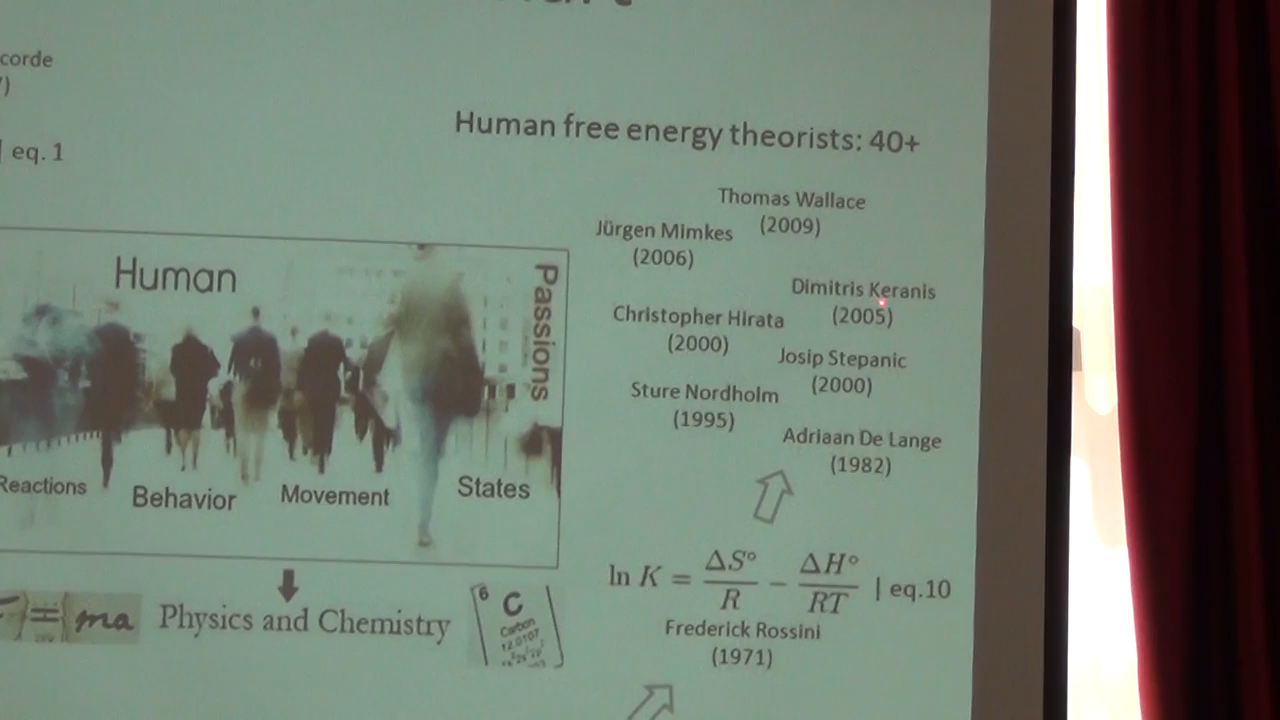 corde
)
| eq. 1
Human free energy theorists: 40+
Thomas Wallace
(2009)
Jürgen Mimkes
(2006)
Dimitris Keranis
(2005)
Christopher Hirata
(2000)
Josip Stepanic
(2000)
Sture Nordholm
(1995)
Adriaan De Lange
(1982)
Human
Passions
Reactions
Behavior
Movement
States
= ma
Physics and Chemistry
6
C
Carbon
12.0107
ln K = ΔS°/R − ΔH°/RT | eq.10
Frederick Rossini
(1971)